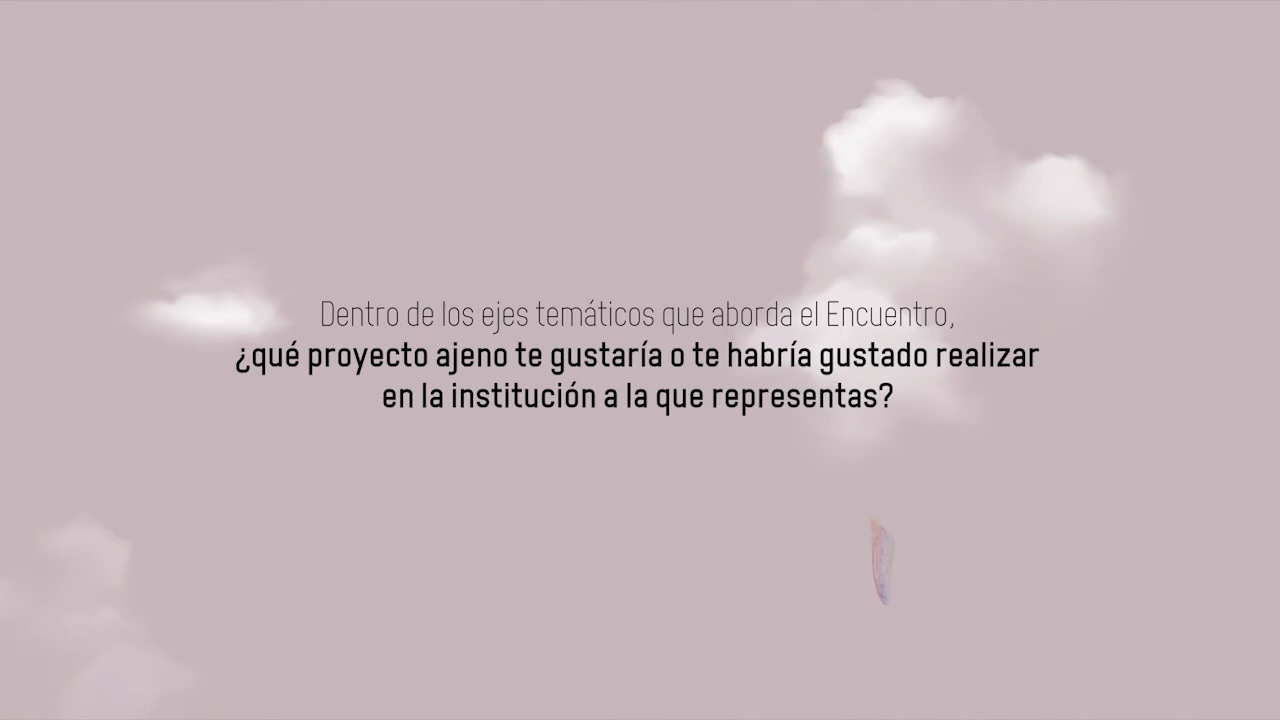 Dentro de los ejes temáticos que aborda el Encuentro,
¿qué proyecto ajeno te gustaría o te habría gustado realizar
en la institución a la que representas?